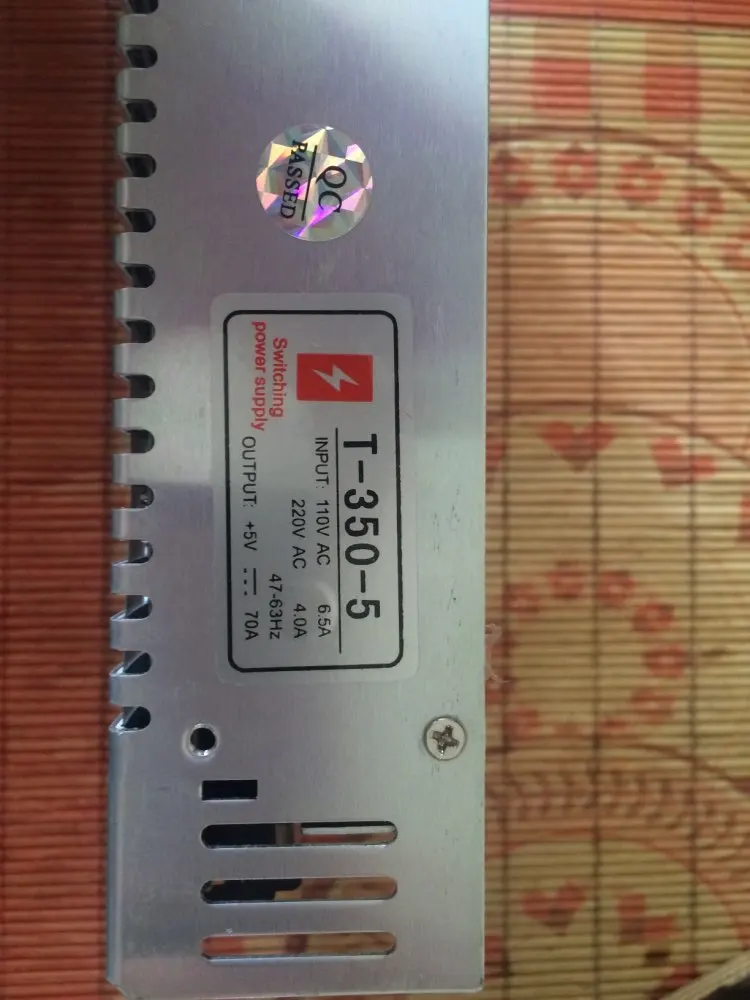 QC
PASSED
Switching
power supply
T-350-5
INPUT: 110V AC 6.5A
220V AC 4.0A
47-63Hz
OUTPUT: +5V ⎓ 70A